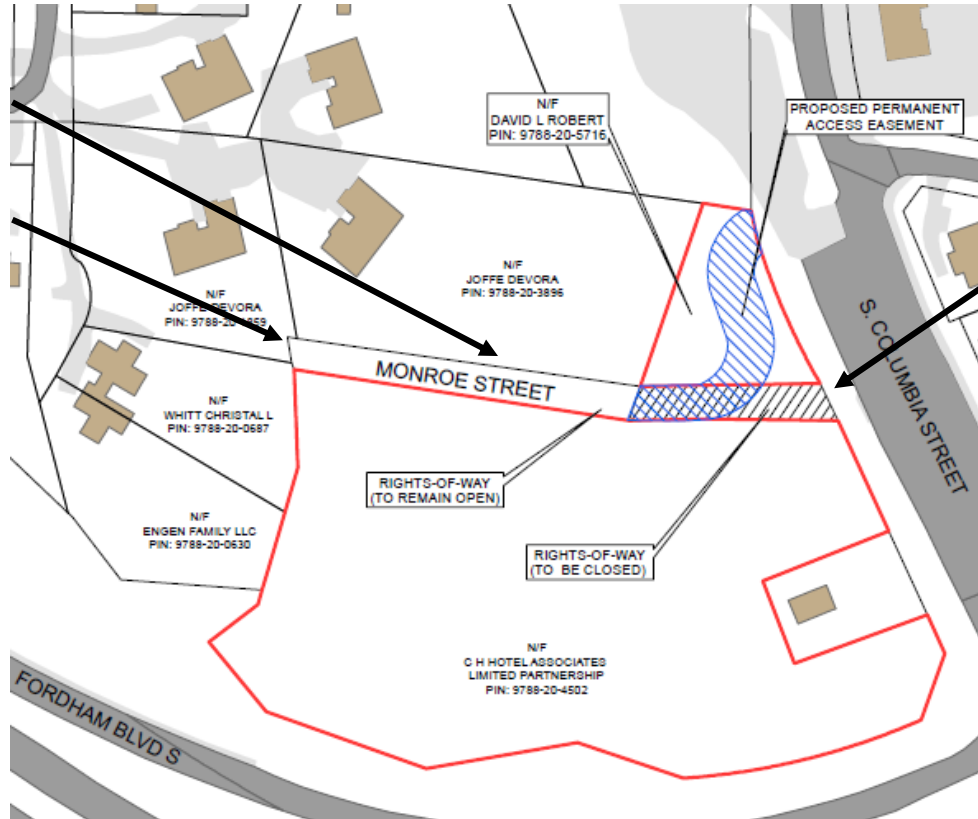 N/F
DAVID L ROBERT
PIN: 9788-20-5716
PROPOSED PERMANENT
ACCESS EASEMENT
N/F
JOFFE DEVORA
PIN: 9788-20-3896
N/F
JOFFE DEVORA
PIN: 9788-20-
MONROE STREET
S. COLUMBIA STREET
N/F
WHITT CHRISTAL L
PIN: 9788-20-0687
RIGHTS-OF-WAY
(TO REMAIN OPEN)
N/F
ENGEN FAMILY LLC
PIN: 9788-20-0630
RIGHTS-OF-WAY
(TO BE CLOSED)
N/F
C H HOTEL ASSOCIATES
LIMITED PARTNERSHIP
PIN: 9788-20-4502
FORDHAM BLVD S